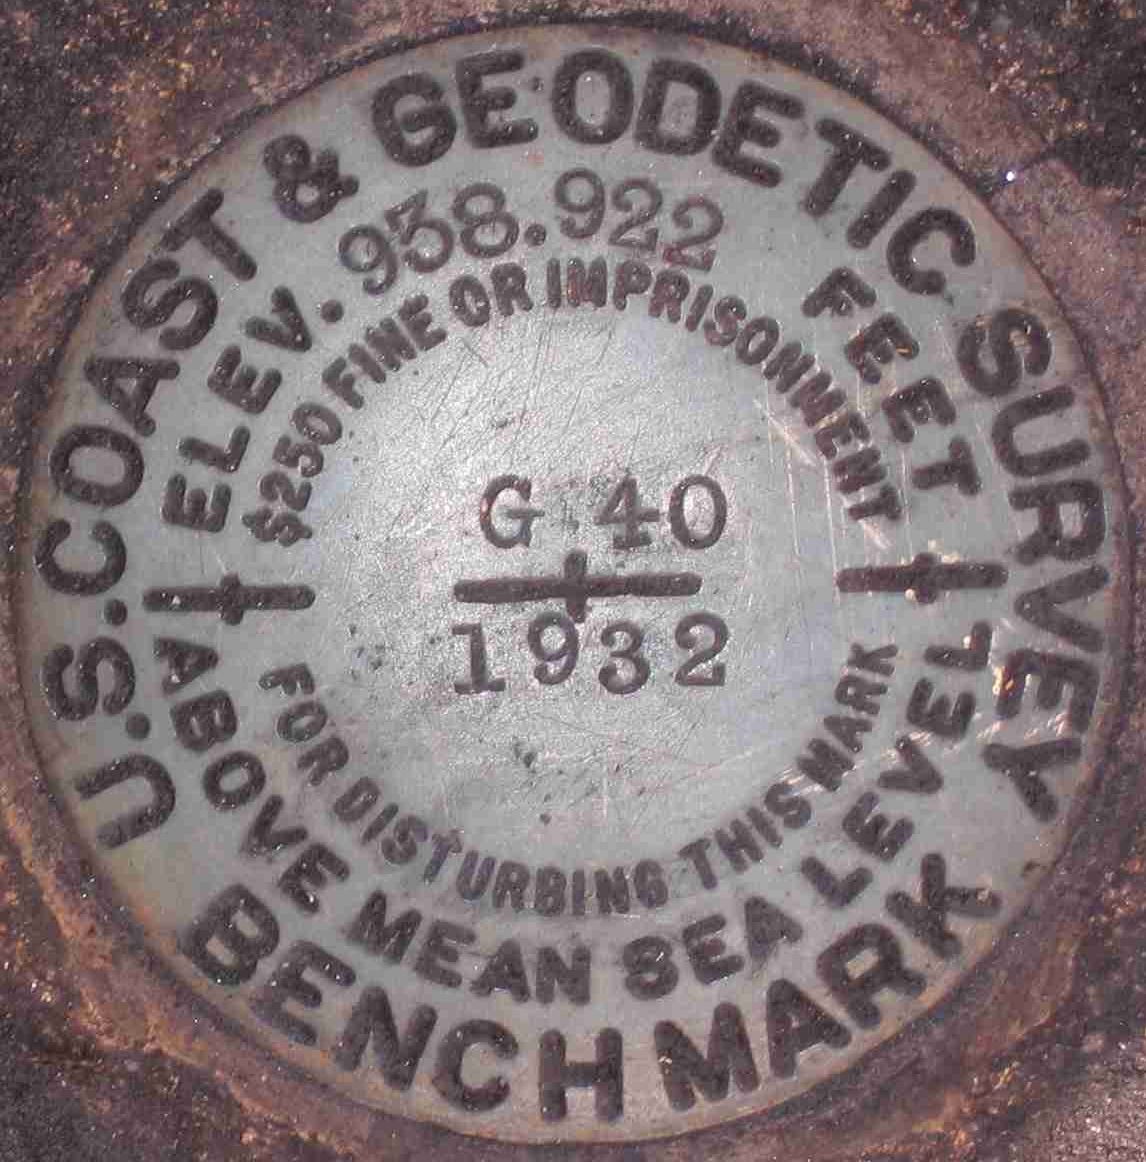 U.S. COAST & GEODETIC SURVEY
ELEV. 938.922 FEET
$250 FINE OR IMPRISONMENT
G 40
1932
FOR DISTURBING THIS MARK
ABOVE MEAN SEA LEVEL
BENCH MARK